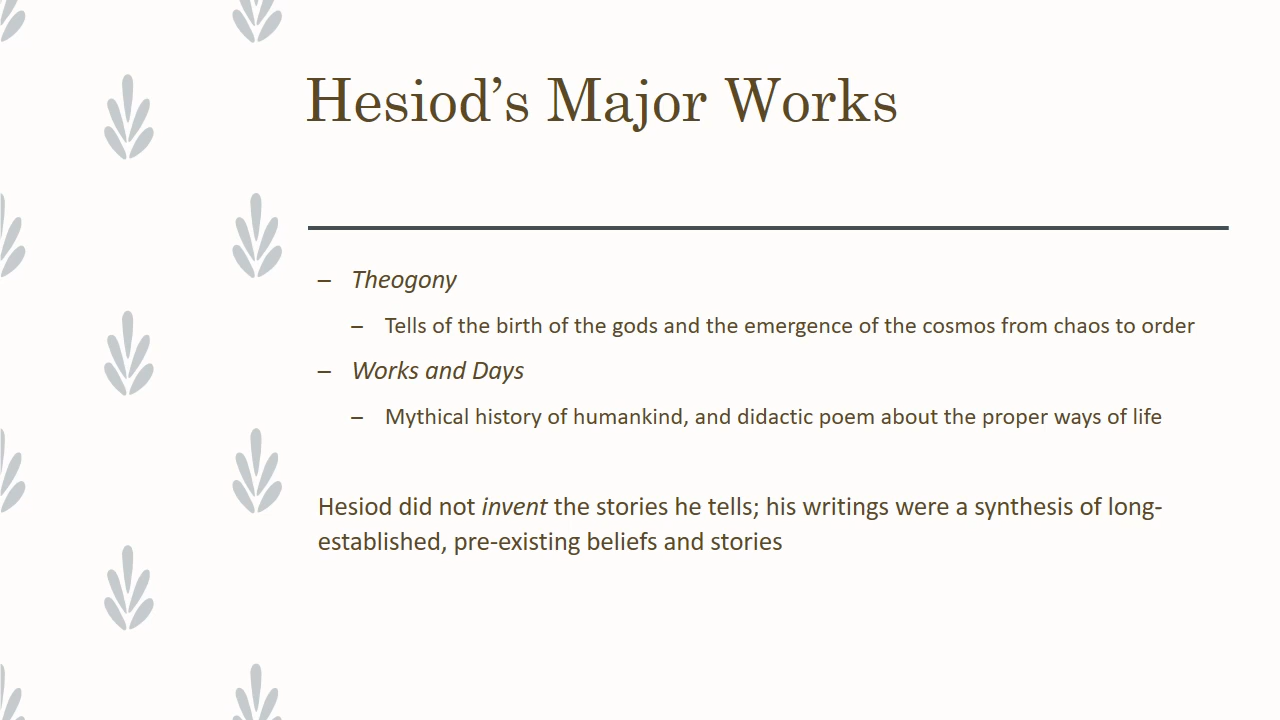 Hesiod’s Major Works
– Theogony
– Tells of the birth of the gods and the emergence of the cosmos from chaos to order
– Works and Days
– Mythical history of humankind, and didactic poem about the proper ways of life
Hesiod did not invent the stories he tells; his writings were a synthesis of long-
established, pre-existing beliefs and stories